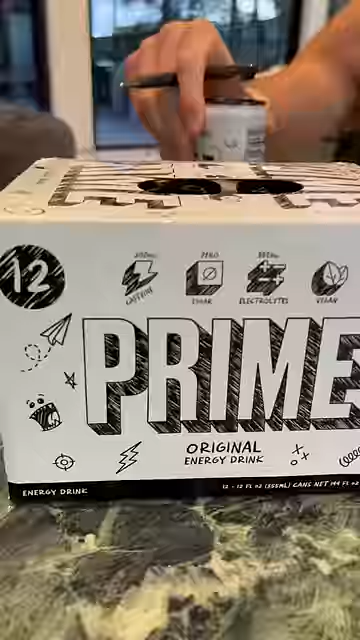 12
200MG
CAFFEINE
ZERO
SUGAR
ELECTROLYTES
VEGAN
PRIME
ORIGINAL
ENERGY DRINK
ENERGY DRINK
12 - 12 FL OZ (355ML) CANS NET 144 FL OZ